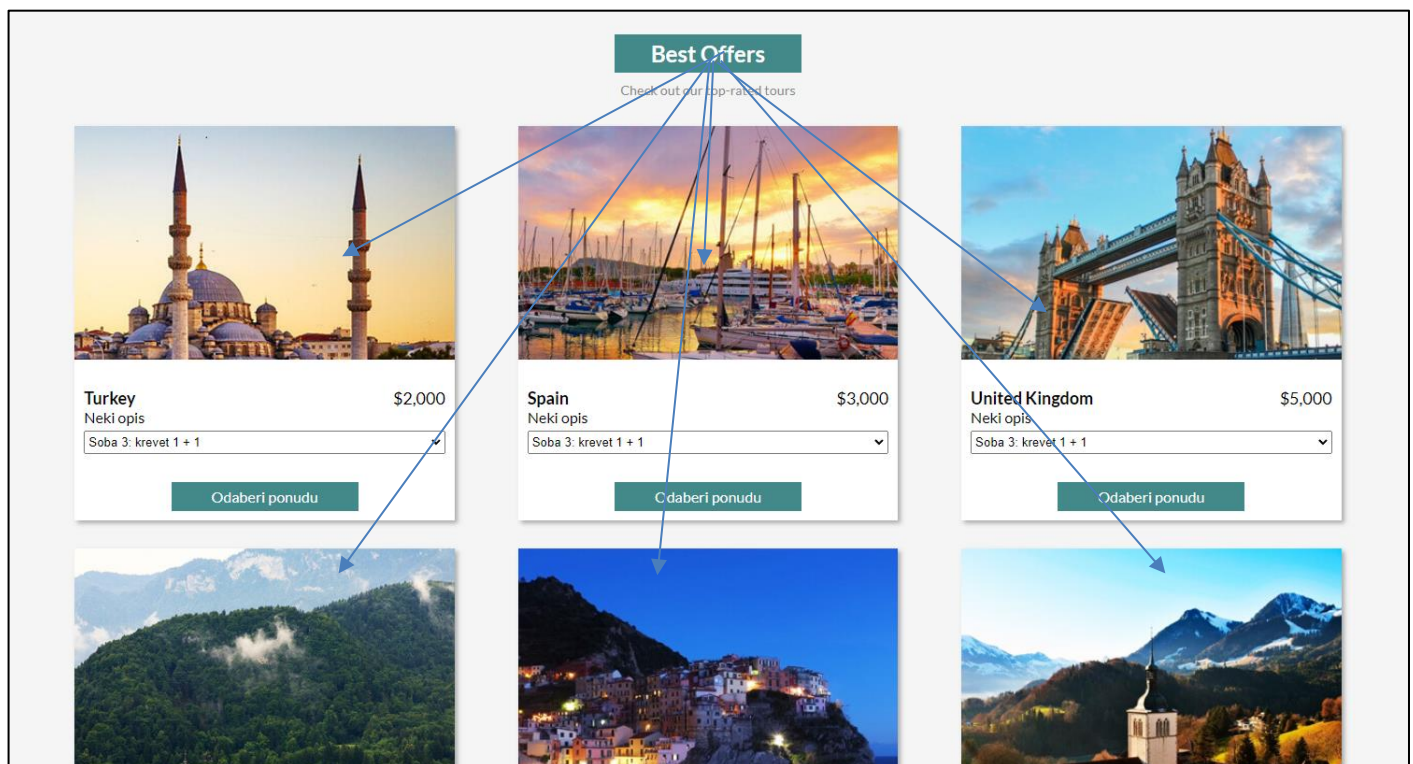 Best Offers
Check out our top-rated tours
Turkey $2,000
Neki opis
Soba 3: krevet 1 + 1
Odaberi ponudu
Spain $3,000
Neki opis
Soba 3: krevet 1 + 1
Odaberi ponudu
United Kingdom $5,000
Neki opis
Soba 3: krevet 1 + 1
Odaberi ponudu